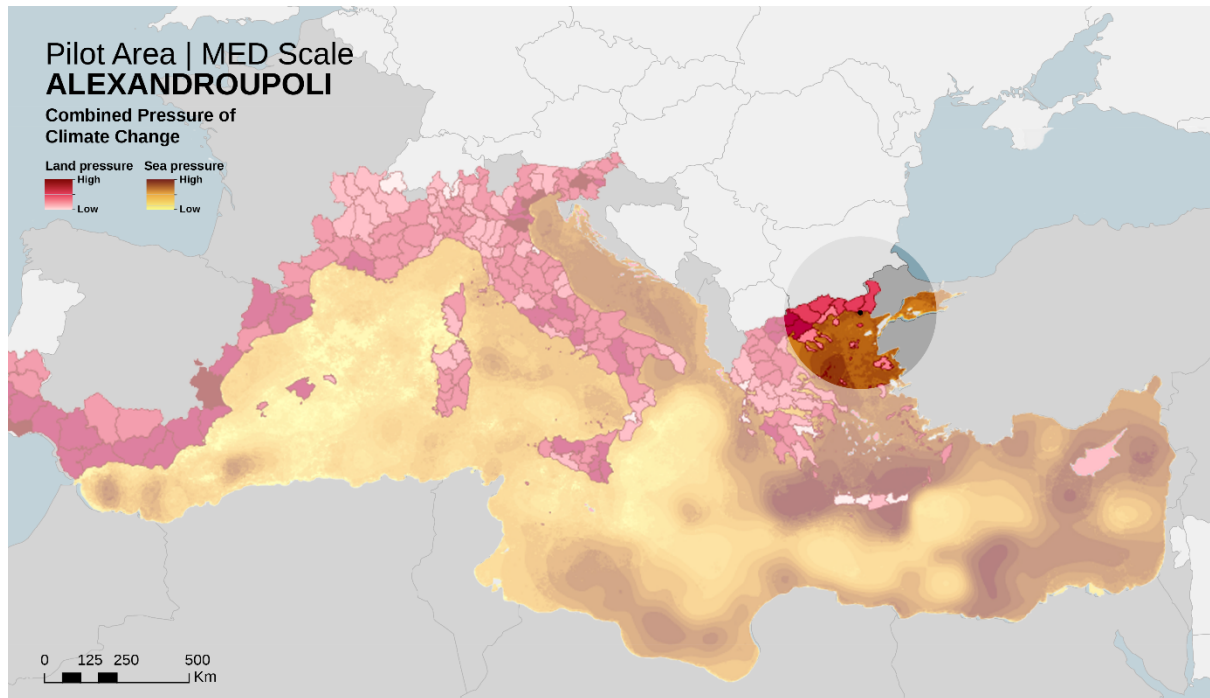 Pilot Area | MED Scale
ALEXANDROUPOLI
Combined Pressure of
Climate Change
Land pressure Sea pressure
High High
Low Low
0 125 250 500
Km